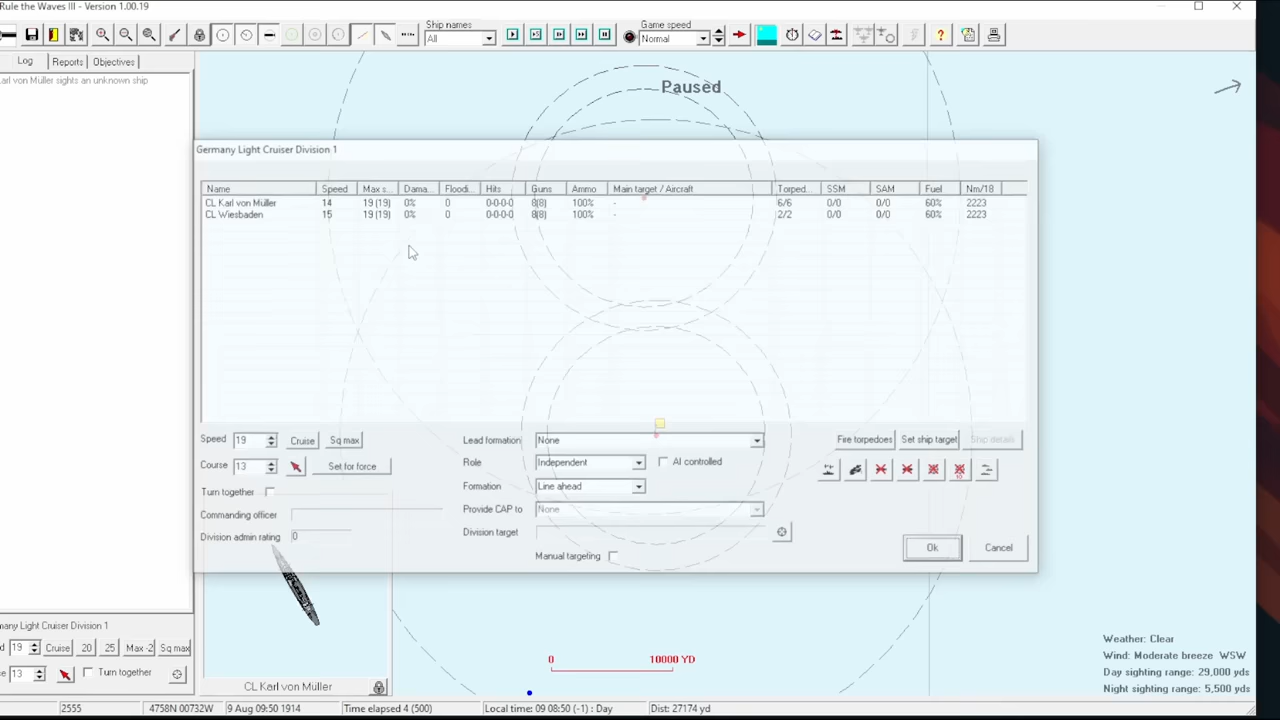 Rule the Waves III - Version 1.00.19
Ship names
All
Game speed
Normal
Log
Reports
Objectives
arl von Müller sights an unknown ship
Paused
Germany Light Cruiser Division 1
Name Speed Max s... Dama... Floodi... Hits Guns Ammo Main target / Aircraft Torped... SSM SAM Fuel Nm/18
CL Karl von Müller 14 19 (19) 0% 0 0-0-0-0 8(8) 100% - 6/6 0/0 0/0 60% 2223
CL Wiesbaden 15 19 (19) 0% 0 0-0-0-0 8(8) 100% - 2/2 0/0 0/0 60% 2223
Speed 19 Cruise Sq max
Course 13 Set for force
Turn together
Commanding officer
Division admin rating 0
Lead formation None
Role Independent AI controlled
Formation Line ahead
Provide CAP to None
Division target
Manual targeting
Fire torpedoes Set ship target Ship details
Ok Cancel
many Light Cruiser Division 1
d 19 Cruise 20 25 Max -2 Sq max
e 13 Turn together
CL Karl von Müller
0 10000 YD
Weather: Clear
Wind: Moderate breeze WSW
Day sighting range: 29,000 yds
Night sighting range: 5,500 yds
2555 4758N 00732W 9 Aug 09:50 1914 Time elapsed 4 (500) Local time: 09 08:50 (-1) : Day Dist: 27174 yd